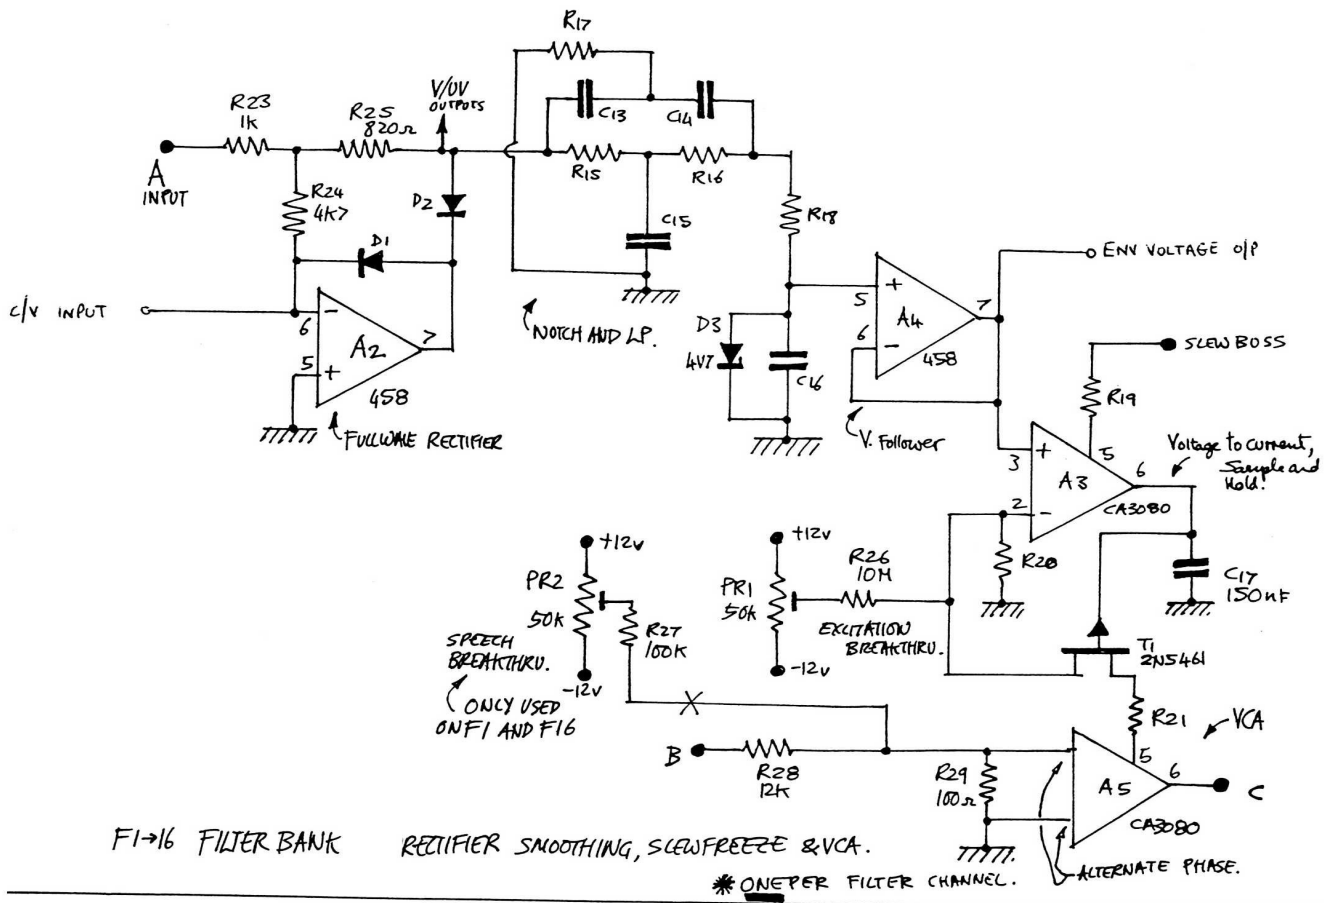 R17
V/UV
OUTPUTS
R23
1K
R25
820Ω
C13
C14
A
INPUT
R15
R16
R24
4K7
D2
R18
C15
D1
C/V INPUT
6
-
5
+
A2
7
458
FULLWAVE RECTIFIER
NOTCH AND LP.
ENV VOLTAGE O/P
5
+
6
-
A4
7
458
D3
4V7
C16
V. Follower
SLEW BOSS
R19
3
+
2
-
A3
5
6
CA3080
Voltage to current,
Sample and
Hold.
R20
C17
150nF
+12v
PR2
50K
-12v
R27
100K
SPEECH
BREAKTHRU.
ONLY USED
ON F1 AND F16
+12v
PR1
50K
-12v
R26
10M
EXCITATION
BREAKTHRU.
T1
2N5461
R21
VCA
B
R28
12K
R29
100Ω
-
5
A5
6
C
CA3080
ALTERNATE PHASE.
F1→16 FILTER BANK RECTIFIER SMOOTHING, SLEWFREEZE & VCA.
* ONE PER FILTER CHANNEL.